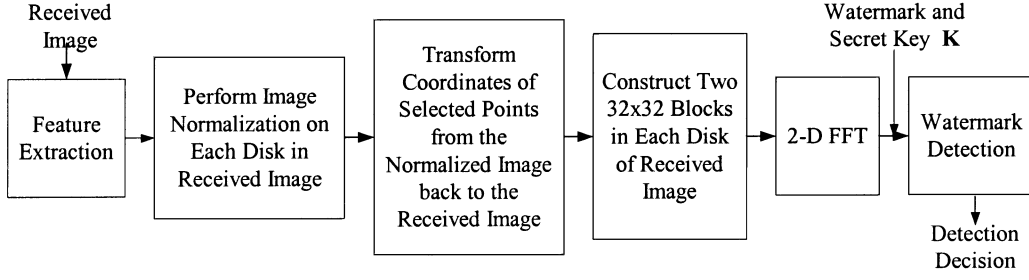 Received
Image
Feature
Extraction
Perform Image
Normalization on
Each Disk in
Received Image
Transform
Coordinates of
Selected Points
from the
Normalized Image
back to the
Received Image
Construct Two
32x32 Blocks
in Each Disk
of Received
Image
2-D FFT
Watermark and
Secret Key K
Watermark
Detection
Detection
Decision